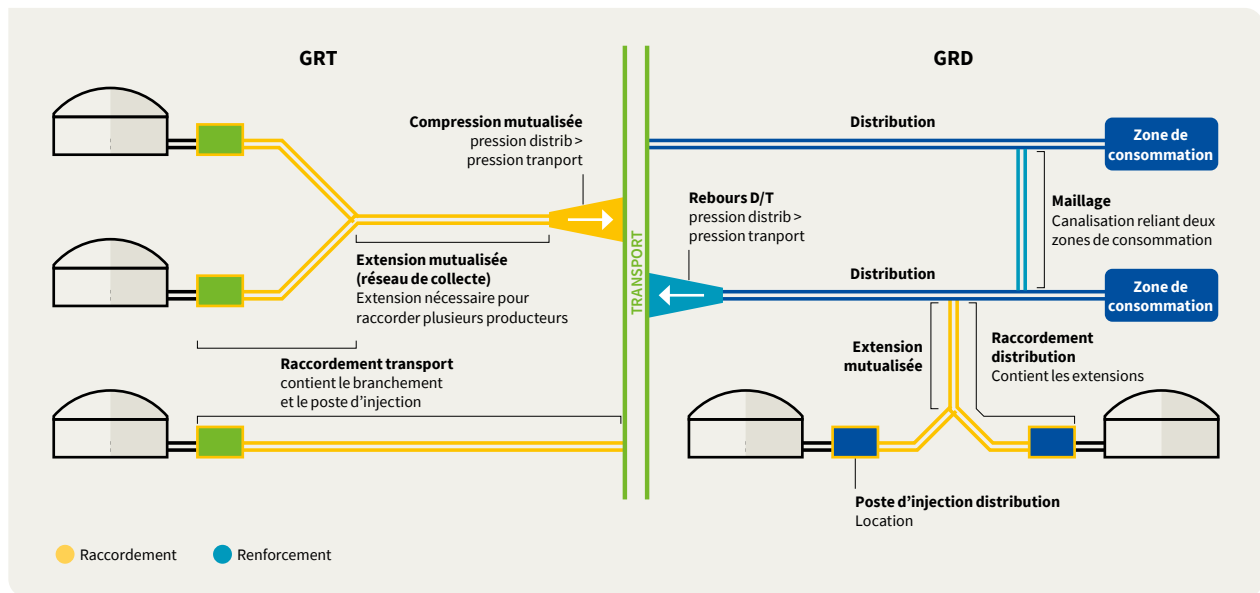 GRT
GRD
Compression mutualisée
pression distrib >
pression tranport
Extension mutualisée
(réseau de collecte)
Extension nécessaire pour
raccorder plusieurs producteurs
Raccordement transport
contient le branchement
et le poste d'injection
TRANSPORT
Distribution
Zone de
consommation
Rebours D/T
pression distrib >
pression tranport
Maillage
Canalisation reliant deux
zones de consommation
Distribution
Zone de
consommation
Extension
mutualisée
Raccordement
distribution
Contient les extensions
Poste d'injection distribution
Location
Raccordement
Renforcement